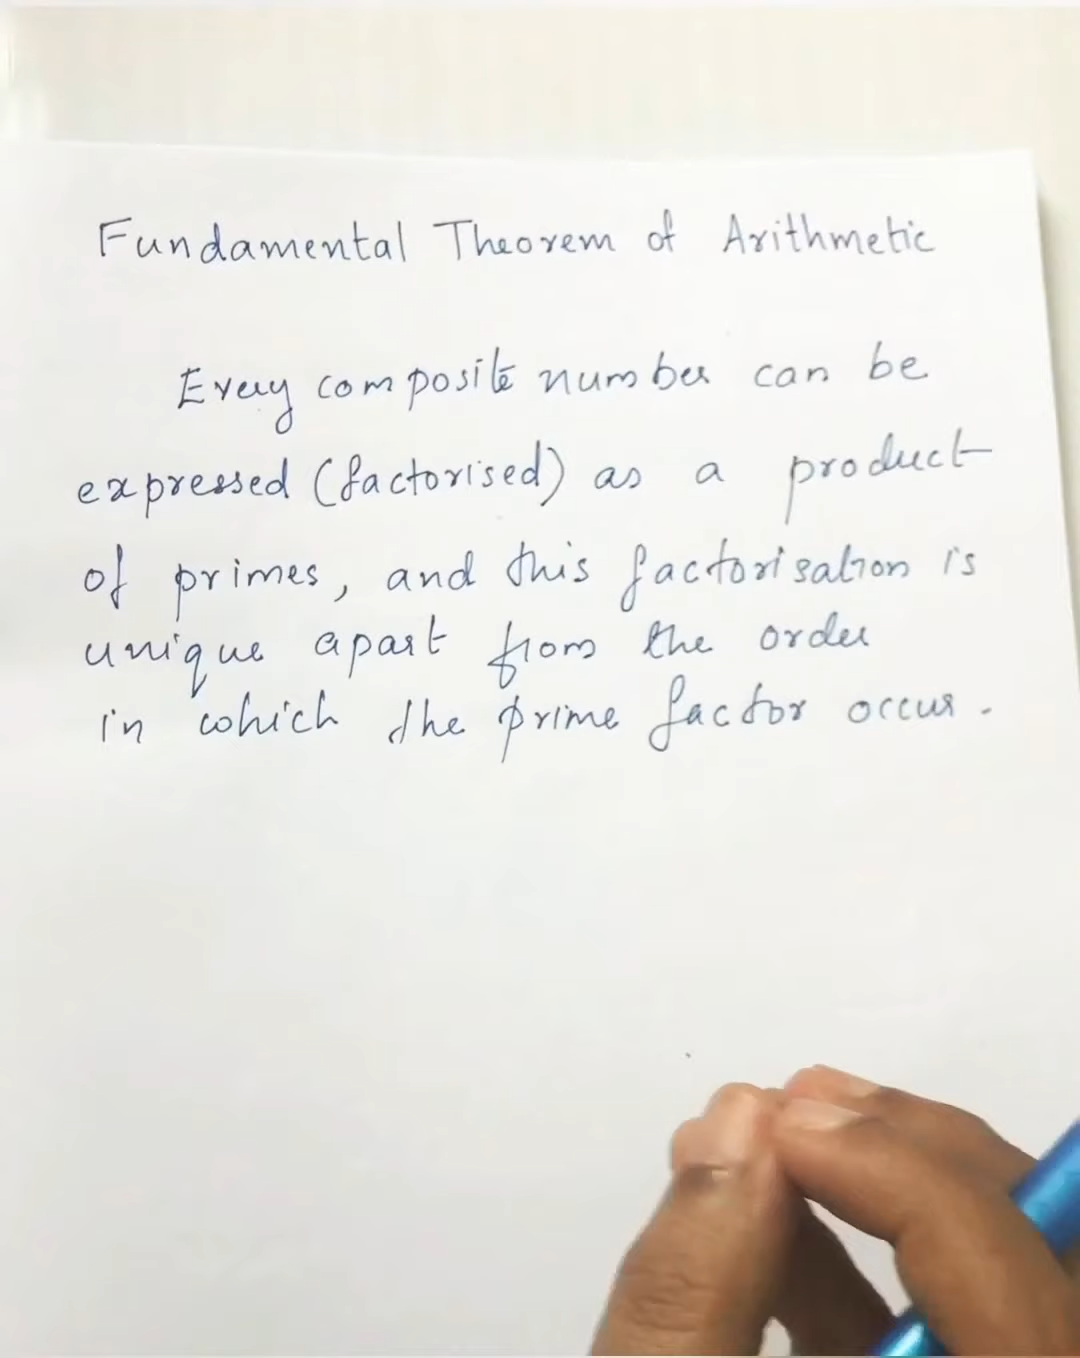 Fundamental Theorem of Arithmetic
Every composite number can be
expressed (factorised) as a product
of primes, and this factorisation is
unique apart from the order
in which the prime factor occur.